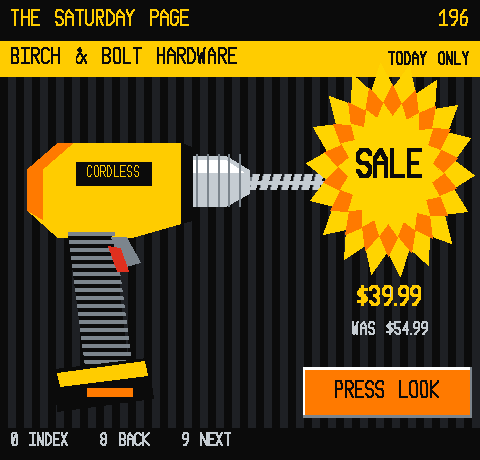 THE SATURDAY PAGE 196
BIRCH & BOLT HARDWARE TODAY ONLY
CORDLESS
SALE
$39.99
WAS $54.99
PRESS LOOK
0 INDEX 8 BACK 9 NEXT